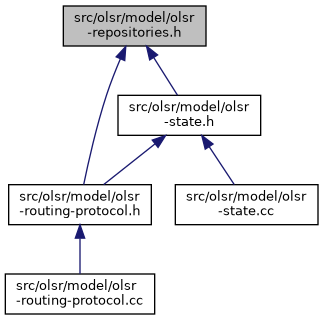 src/olsr/model/olsr
-repositories.h
src/olsr/model/olsr
-state.h
src/olsr/model/olsr
-routing-protocol.h
src/olsr/model/olsr
-state.cc
src/olsr/model/olsr
-routing-protocol.cc